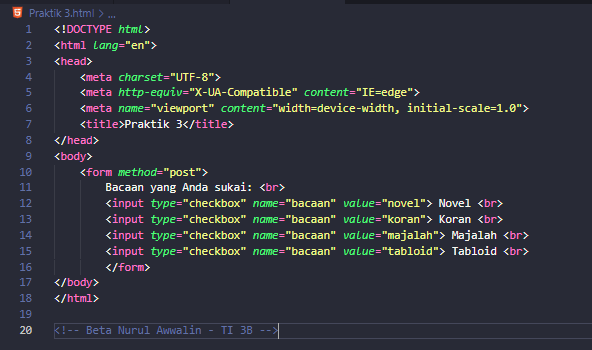 Praktik 3.html > ...
1 <!DOCTYPE html>
2 <html lang="en">
3 <head>
4 <meta charset="UTF-8">
5 <meta http-equiv="X-UA-Compatible" content="IE=edge">
6 <meta name="viewport" content="width=device-width, initial-scale=1.0">
7 <title>Praktik 3</title>
8 </head>
9 <body>
10 <form method="post">
11 Bacaan yang Anda sukai: <br>
12 <input type="checkbox" name="bacaan" value="novel"> Novel <br>
13 <input type="checkbox" name="bacaan" value="koran"> Koran <br>
14 <input type="checkbox" name="bacaan" value="majalah"> Majalah <br>
15 <input type="checkbox" name="bacaan" value="tabloid"> Tabloid <br>
16 </form>
17 </body>
18 </html>
19
20 <!-- Beta Nurul Awwalin - TI 3B -->